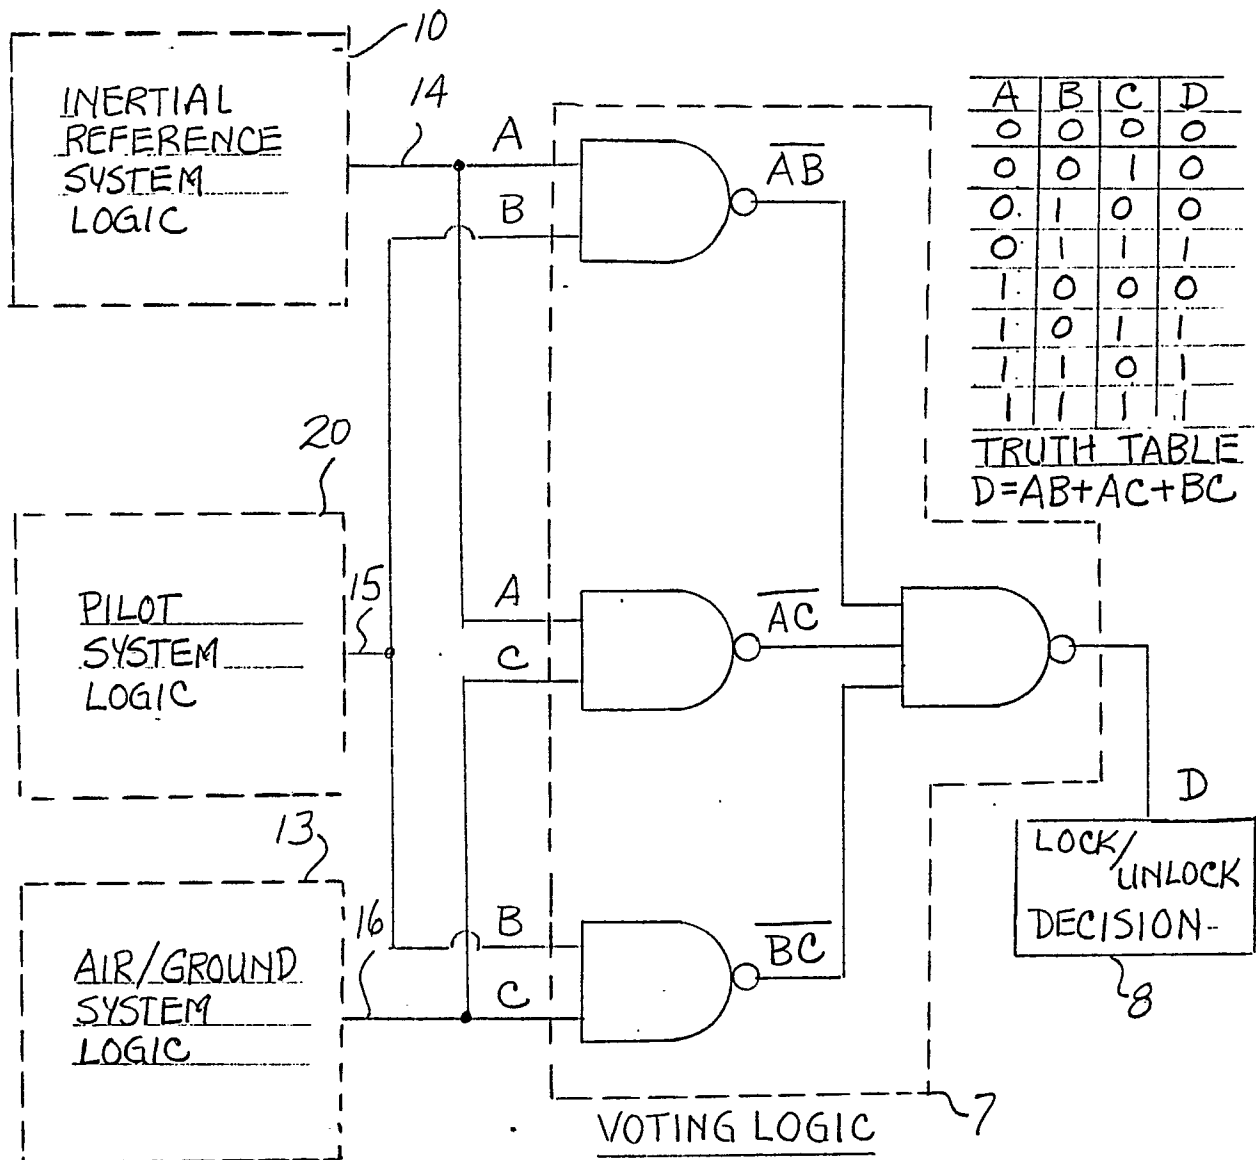 10
INERTIAL
REFERENCE
SYSTEM
LOGIC
14
A
B
A̅B̅
A B C D
0 0 0 0
0 0 1 0
0 1 0 0
0 1 1 1
1 0 0 0
1 0 1 1
1 1 0 1
1 1 1 1
TRUTH TABLE
D=AB+AC+BC
20
PILOT
SYSTEM
LOGIC
15
A
C
A̅C̅
13
AIR/GROUND
SYSTEM
LOGIC
16
B
C
B̅C̅
D
LOCK/
UNLOCK
DECISION
8
7
VOTING LOGIC